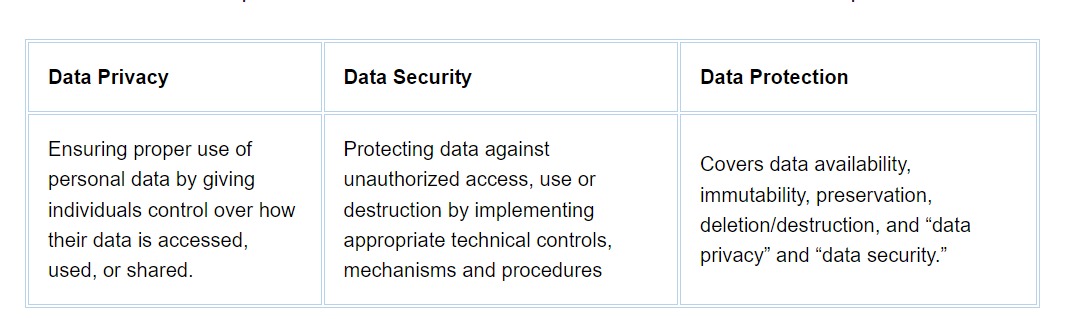 Data Privacy
Data Security
Data Protection
Ensuring proper use of
personal data by giving
individuals control over how
their data is accessed,
used, or shared.
Protecting data against
unauthorized access, use or
destruction by implementing
appropriate technical controls,
mechanisms and procedures
Covers data availability,
immutability, preservation,
deletion/destruction, and “data
privacy” and “data security.”